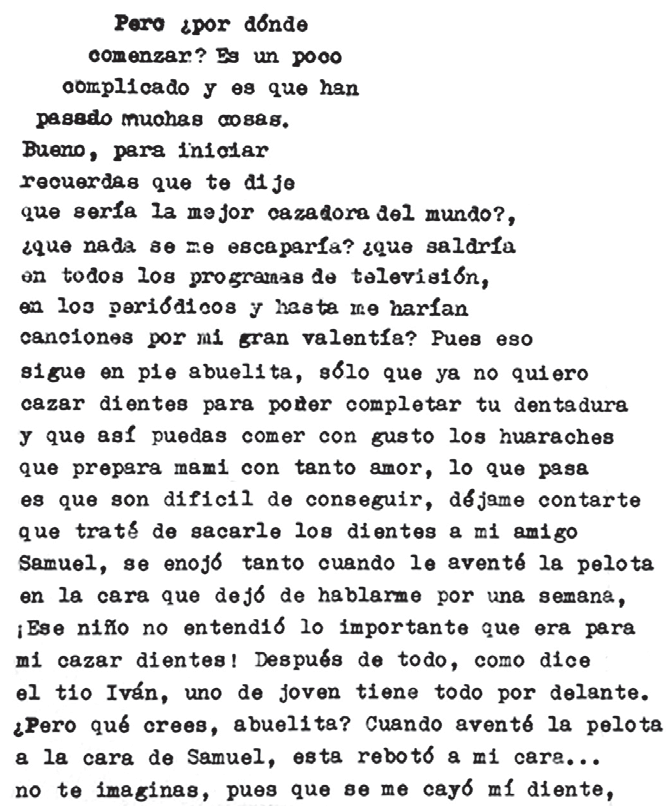 Pero ¿por dónde
comenzar? Es un poco
complicado y es que han
pasado muchas cosas.
Bueno, para iniciar
recuerdas que te dije
que sería la mejor cazadora del mundo?,
¿que nada se me escaparía? ¿que saldría
en todos los programas de televisión,
en los periódicos y hasta me harían
canciones por mi gran valentía? Pues eso
sigue en pie abuelita, sólo que ya no quiero
cazar dientes para poder completar tu dentadura
y que así puedas comer con gusto los huaraches
que prepara mami con tanto amor, lo que pasa
es que son dificil de conseguir, déjame contarte
que traté de sacarle los dientes a mi amigo
Samuel, se enojó tanto cuando le aventé la pelota
en la cara que dejó de hablarme por una semana,
¡Ese niño no entendió lo importante que era para
mi cazar dientes! Después de todo, como dice
el tio Iván, uno de joven tiene todo por delante.
¿Pero qué crees, abuelita? Cuando aventé la pelota
a la cara de Samuel, esta rebotó a mi cara...
no te imaginas, pues que se me cayó mí diente,